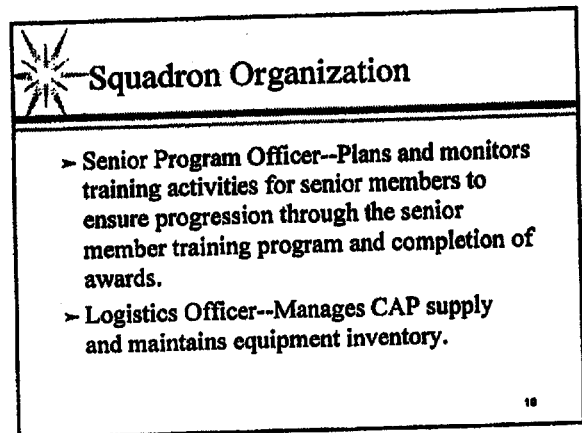 Squadron Organization
➤ Senior Program Officer--Plans and monitors
training activities for senior members to
ensure progression through the senior
member training program and completion of
awards.
➤ Logistics Officer--Manages CAP supply
and maintains equipment inventory.
18